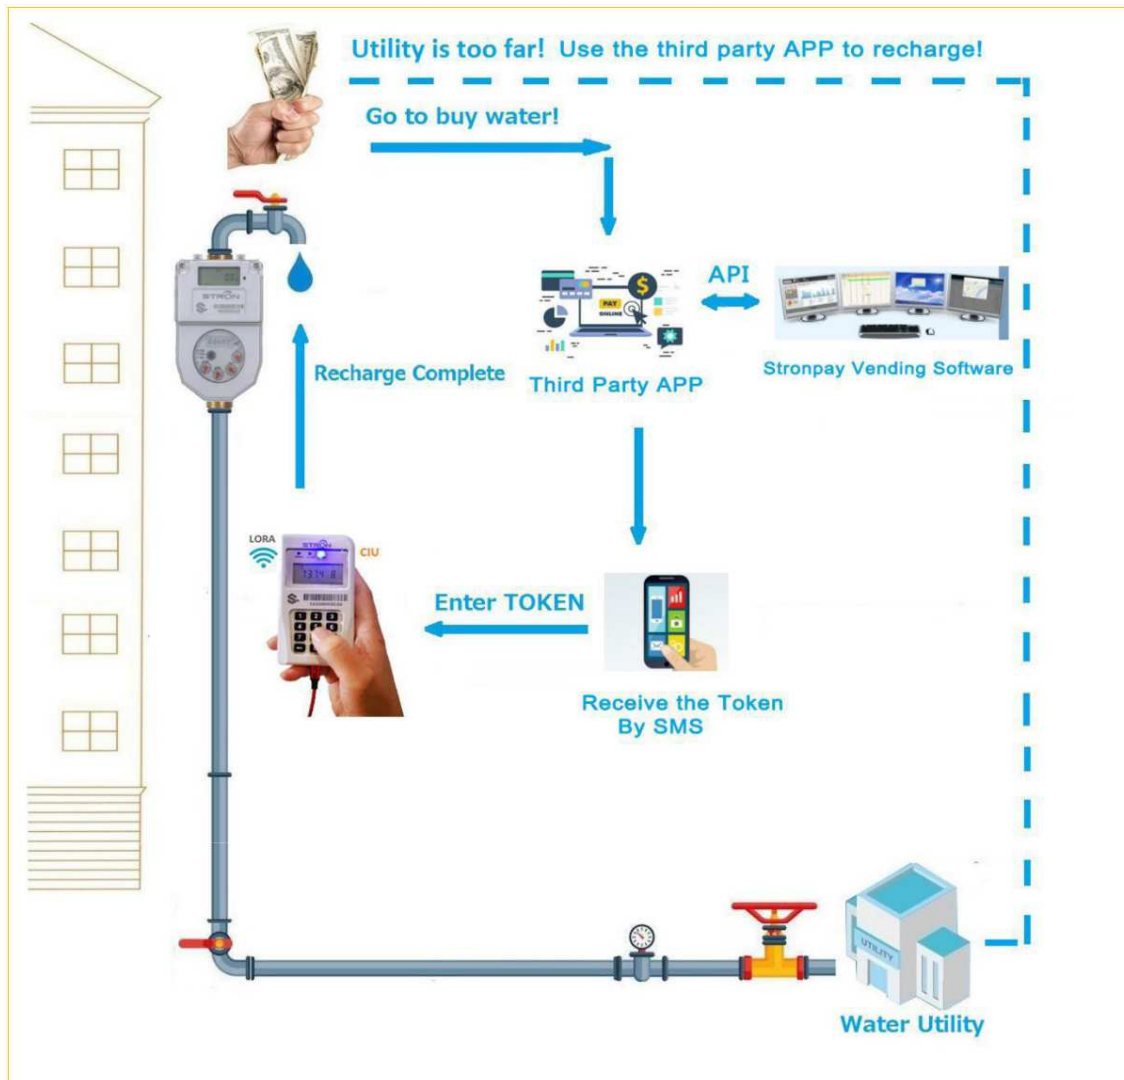 Utility is too far! Use the third party APP to recharge!
Go to buy water!
STRON
API
PAY
ONLINE
Third Party APP
Stronpay Vending Software
Recharge Complete
LORA
CIU
STRON
Enter TOKEN
Receive the Token
By SMS
UTILITY
Water Utility